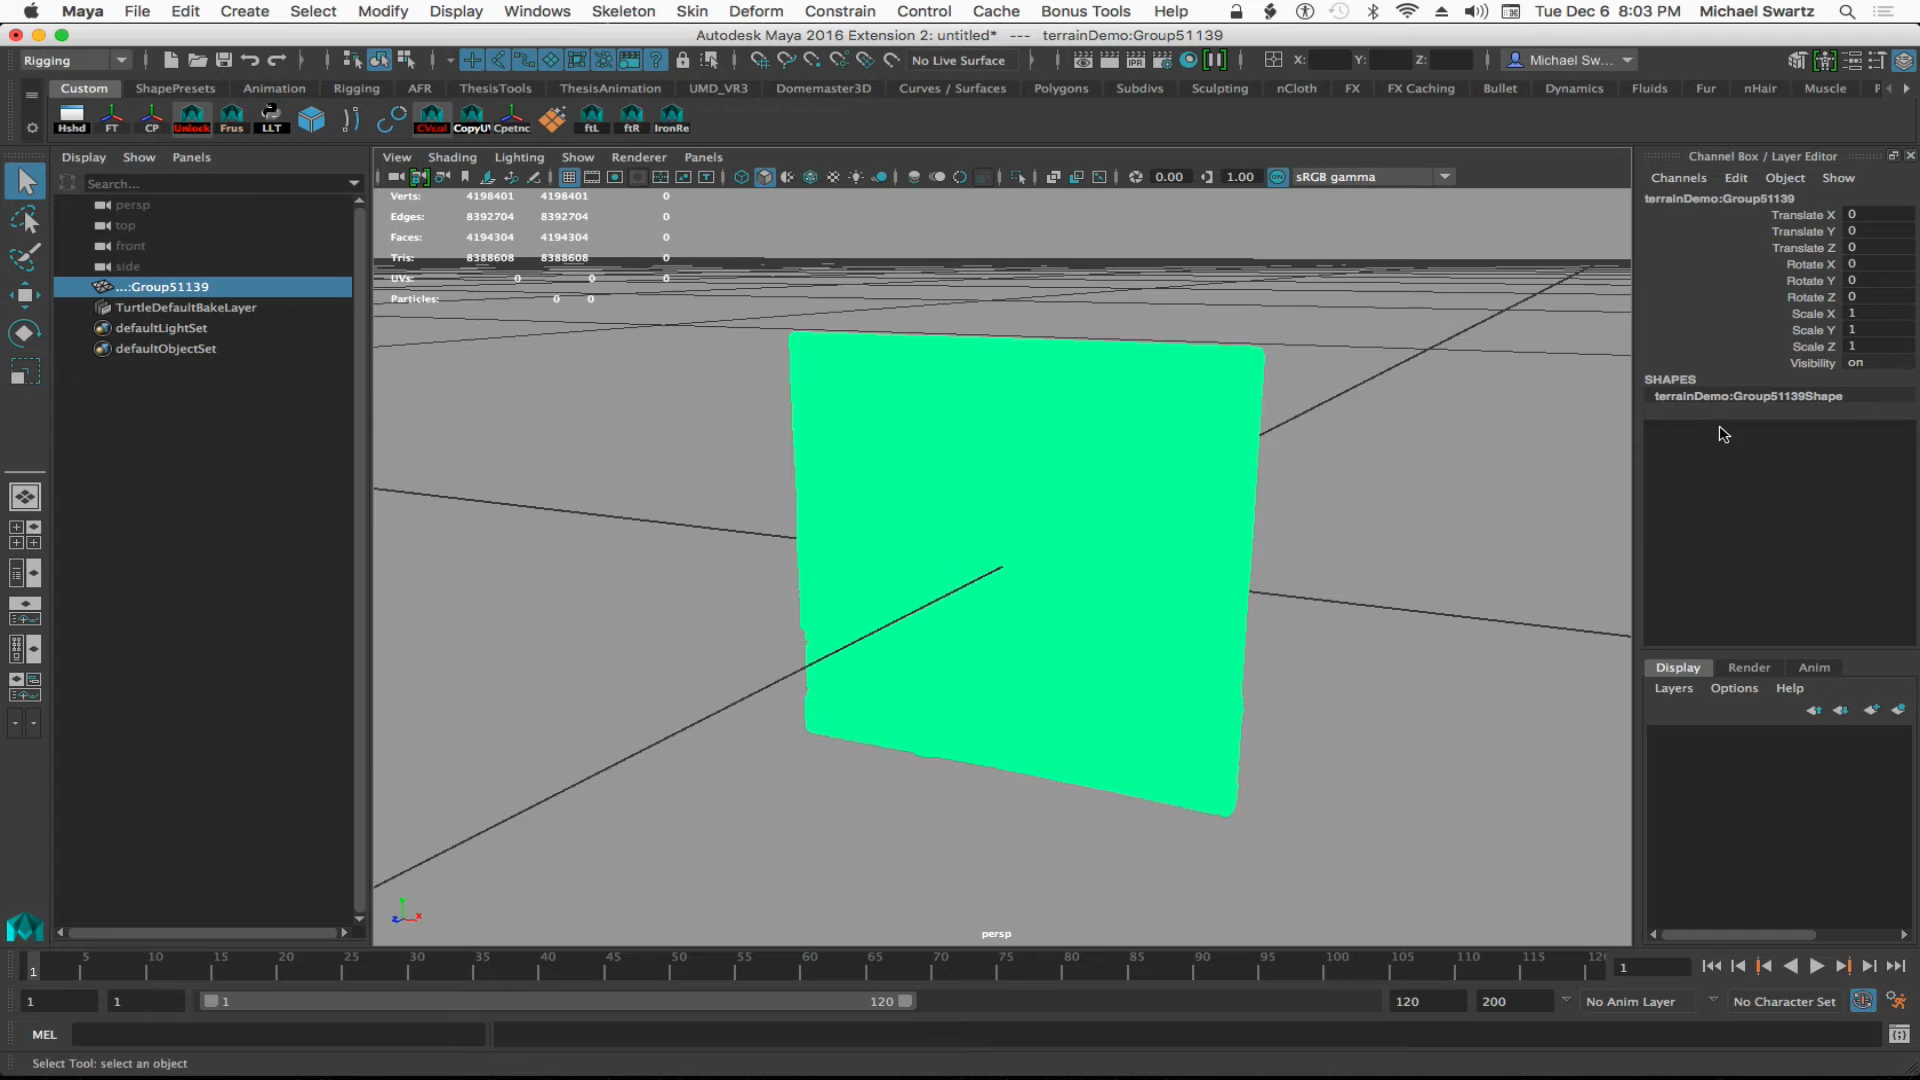 Maya File Edit Create Select Modify Display Windows Skeleton Skin Deform Constrain Control Cache Bonus Tools Help Tue Dec 6 8:03 PM Michael Swartz
Autodesk Maya 2016 Extension 2: untitled* --- terrainDemo:Group51139
Rigging No Live Surface X: Y: Z: Michael Sw...
Custom ShapePresets Animation Rigging AFR ThesisTools ThesisAnimation UMD_VR3 Domemaster3D Curves / Surfaces Polygons Subdivs Sculpting nCloth FX FX Caching Bullet Dynamics Fluids Fur nHair Muscle
Hshd FT CP Unlock Frus LLT CVcol CopyU Cpetnc ftL ftR IronRe
Display Show Panels
Search...
persp
top
front
side
...:Group51139
TurtleDefaultBakeLayer
defaultLightSet
defaultObjectSet
View Shading Lighting Show Renderer Panels
0.00 1.00 ON sRGB gamma
Verts: 4198401 4198401 0
Edges: 8392704 8392704 0
Faces: 4194304 4194304 0
Tris: 8388608 8388608 0
UVs: 0 0 0
Particles: 0 0
z x
persp
Channel Box / Layer Editor
Channels Edit Object Show
terrainDemo:Group51139
Translate X 0
Translate Y 0
Translate Z 0
Rotate X 0
Rotate Y 0
Rotate Z 0
Scale X 1
Scale Y 1
Scale Z 1
Visibility on
SHAPES
terrainDemo:Group51139Shape
Display Render Anim
Layers Options Help
1 5 10 15 20 25 30 35 40 45 50 55 60 65 70 75 80 85 90 95 100 105 110 115 1
1 1 1 120 120 200 No Anim Layer No Character Set
MEL
Select Tool: select an object